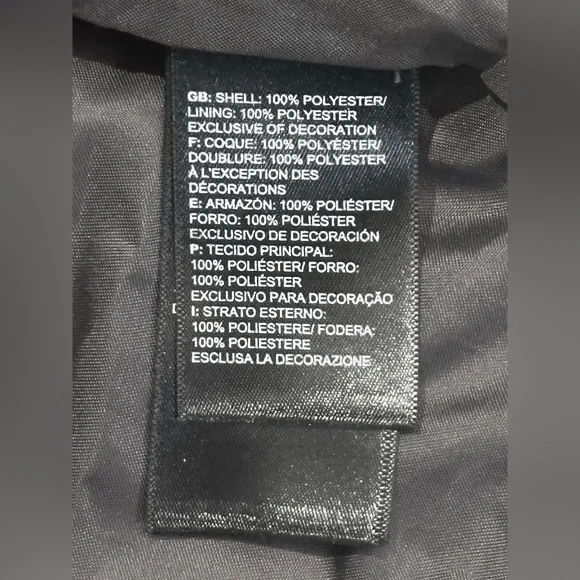 GB: SHELL: 100% POLYESTER/
LINING: 100% POLYESTER
EXCLUSIVE OF DECORATION
F: COQUE: 100% POLYÉSTER/
DOUBLURE: 100% POLYESTER
À L'EXCEPTION DES
DÉCORATIONS
E: ARMAZÓN: 100% POLIÉSTER/
FORRO: 100% POLIÉSTER
EXCLUSIVO DE DECORACIÓN
P: TECIDO PRINCIPAL:
100% POLIÉSTER/ FORRO:
100% POLIÉSTER
EXCLUSIVO PARA DECORAÇÃO
I: STRATO ESTERNO:
100% POLIESTERE/ FODERA:
100% POLIESTERE
ESCLUSA LA DECORAZIONE